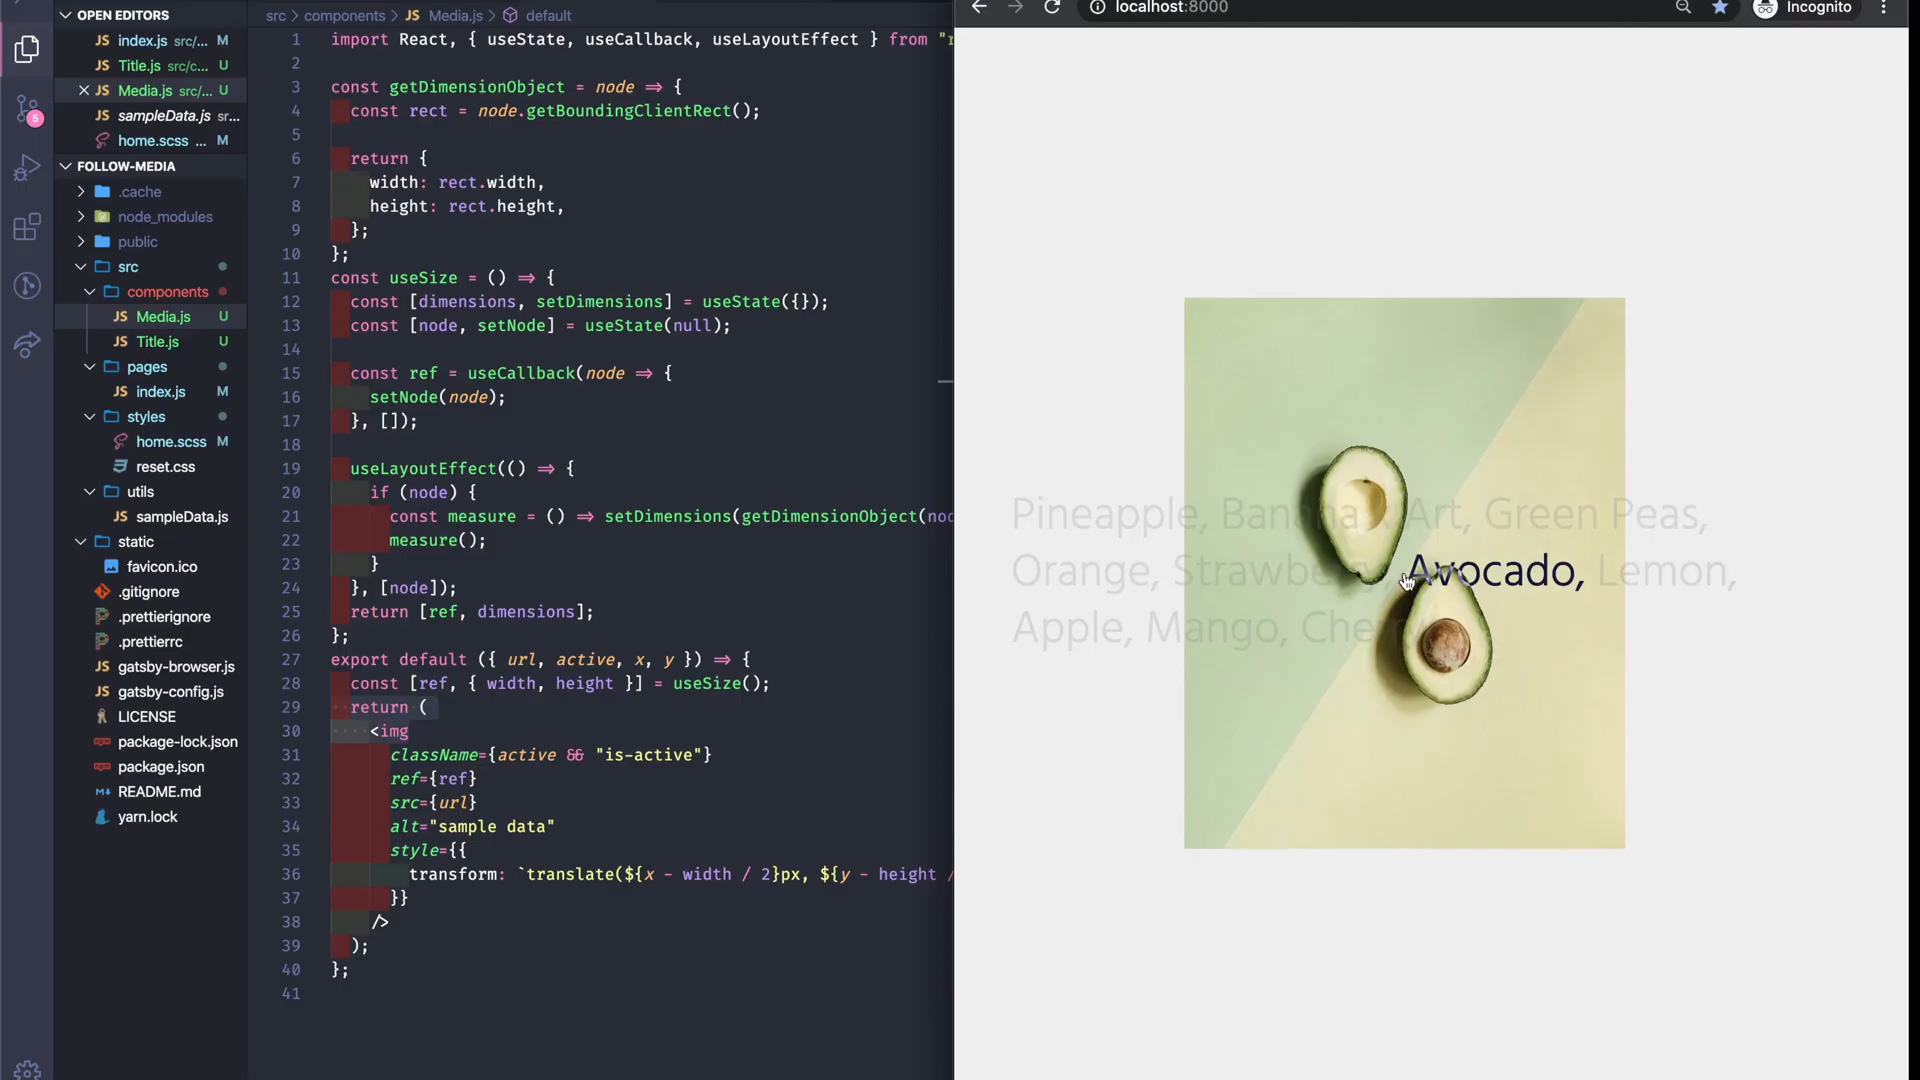 OPEN EDITORS
JS index.js src/... M
JS Title.js src/c... U
JS Media.js src/... U
JS sampleData.js sr...
home.scss ... M
FOLLOW-MEDIA
.cache
node_modules
public
src
components
JS Media.js U
JS Title.js U
pages
JS index.js M
styles
home.scss M
reset.css
utils
JS sampleData.js
static
favicon.ico
.gitignore
.prettierignore
.prettierrc
JS gatsby-browser.js
JS gatsby-config.js
LICENSE
package-lock.json
package.json
README.md
yarn.lock
5
src > components > JS Media.js > default
1 import React, { useState, useCallback, useLayoutEffect } from "r
2
3 const getDimensionObject = node => {
4 const rect = node.getBoundingClientRect();
5
6 return {
7 width: rect.width,
8 height: rect.height,
9 };
10 };
11 const useSize = () => {
12 const [dimensions, setDimensions] = useState({});
13 const [node, setNode] = useState(null);
14
15 const ref = useCallback(node => {
16 setNode(node);
17 }, []);
18
19 useLayoutEffect(() => {
20 if (node) {
21 const measure = () => setDimensions(getDimensionObject(nod
22 measure();
23 }
24 }, [node]);
25 return [ref, dimensions];
26 };
27 export default ({ url, active, x, y }) => {
28 const [ref, { width, height }] = useSize();
29 return (
30 <img
31 className={active && "is-active"}
32 ref={ref}
33 src={url}
34 alt="sample data"
35 style={{
36 transform: `translate(${x - width / 2}px, ${y - height /
37 }}
38 />
39 );
40 };
41
localhost:8000
Incognito
Pineapple, Banana, Art, Green Peas,
Orange, Strawberry, Avocado, Lemon,
Apple, Mango,